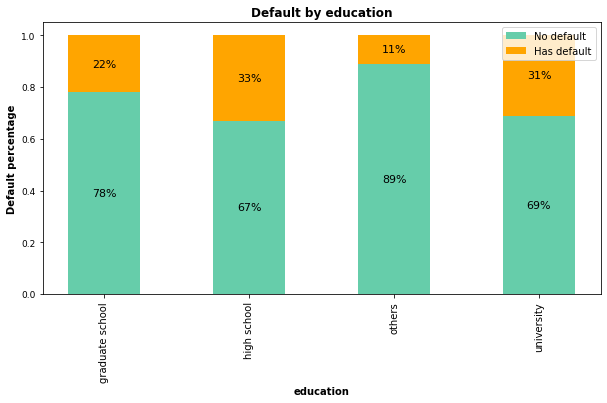 Default by education
No default
Has default
Default percentage
1.0
0.8
0.6
0.4
0.2
0.0
22%
33%
11%
31%
78%
67%
89%
69%
graduate school
high school
others
university
education